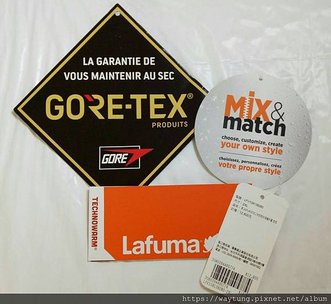 LA GARANTIE DE
VOUS MAINTENIR AU SEC
GORE-TEX®
PRODUITS
GORE
Mix &
match
choose, customize, create
your own style
choisissez, personnalisez, créez
votre propre style
TECHNOWARM®
Lafuma
https://waytung.pixnet.net/album